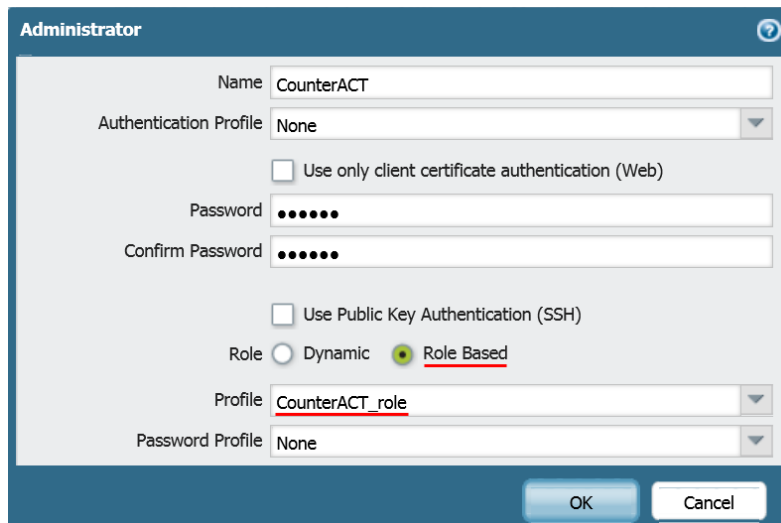 Administrator
Name CounterACT
Authentication Profile None
Use only client certificate authentication (Web)
Password ••••••
Confirm Password ••••••
Use Public Key Authentication (SSH)
Role Dynamic Role Based
Profile CounterACT_role
Password Profile None
OK Cancel